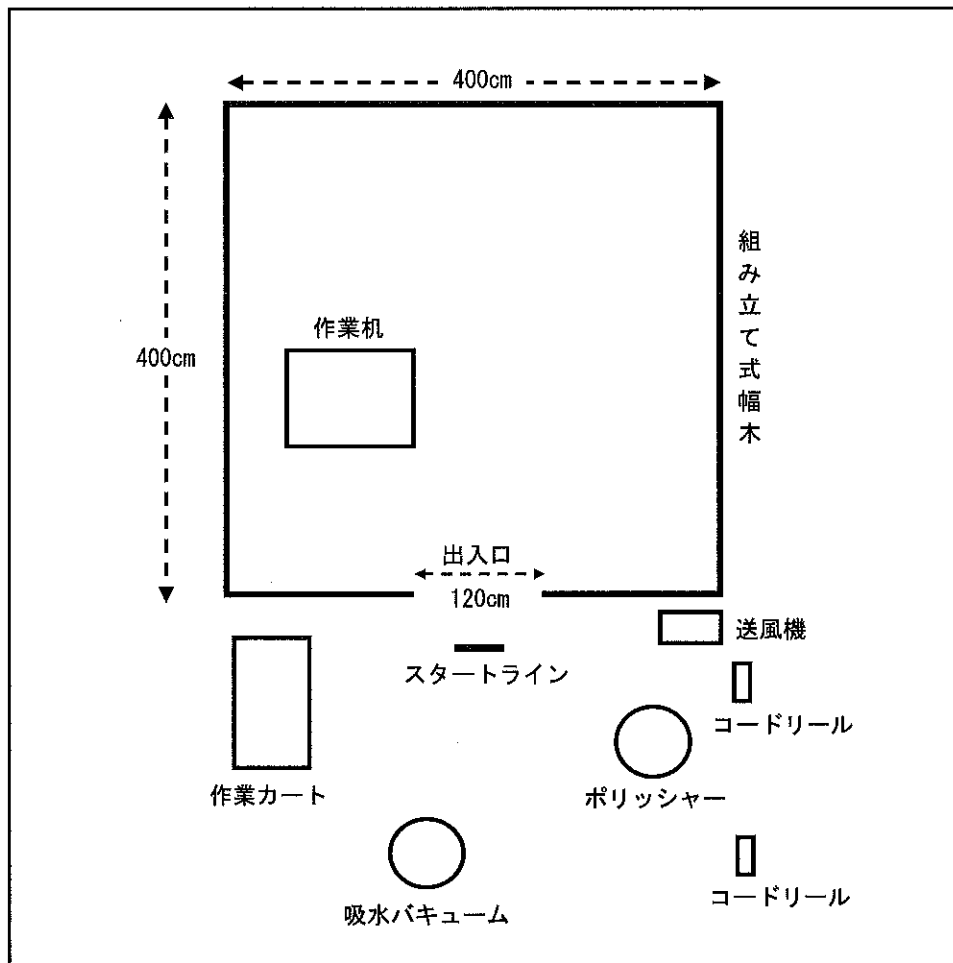 400cm
組み立て式幅木
作業机
400cm
出入口
120cm
送風機
スタートライン
コードリール
作業カート
ポリッシャー
吸水バキューム
コードリール